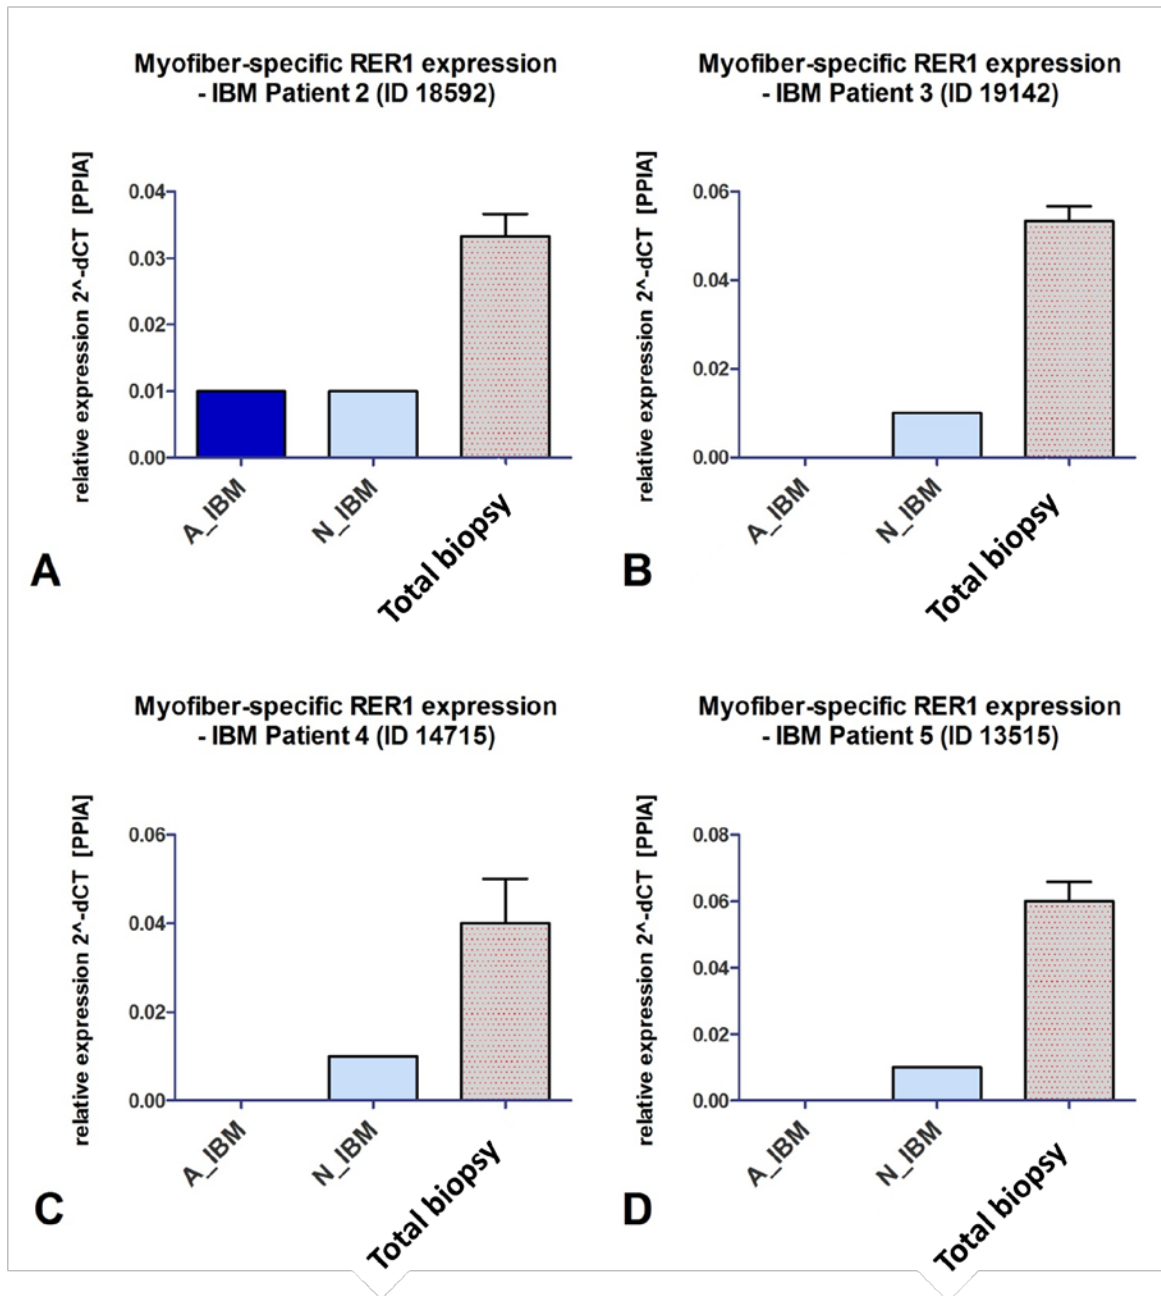 Myofiber-specific RER1 expression
- IBM Patient 2 (ID 18592)
relative expression 2^-dCT [PPIA]
0.04
0.03
0.02
0.01
0.00
A_IBM
N_IBM
Total biopsy
A
Myofiber-specific RER1 expression
- IBM Patient 3 (ID 19142)
relative expression 2^-dCT [PPIA]
0.06
0.04
0.02
0.00
A_IBM
N_IBM
Total biopsy
B
Myofiber-specific RER1 expression
- IBM Patient 4 (ID 14715)
relative expression 2^-dCT [PPIA]
0.06
0.04
0.02
0.00
A_IBM
N_IBM
Total biopsy
C
Myofiber-specific RER1 expression
- IBM Patient 5 (ID 13515)
relative expression 2^-dCT [PPIA]
0.08
0.06
0.04
0.02
0.00
A_IBM
N_IBM
Total biopsy
D